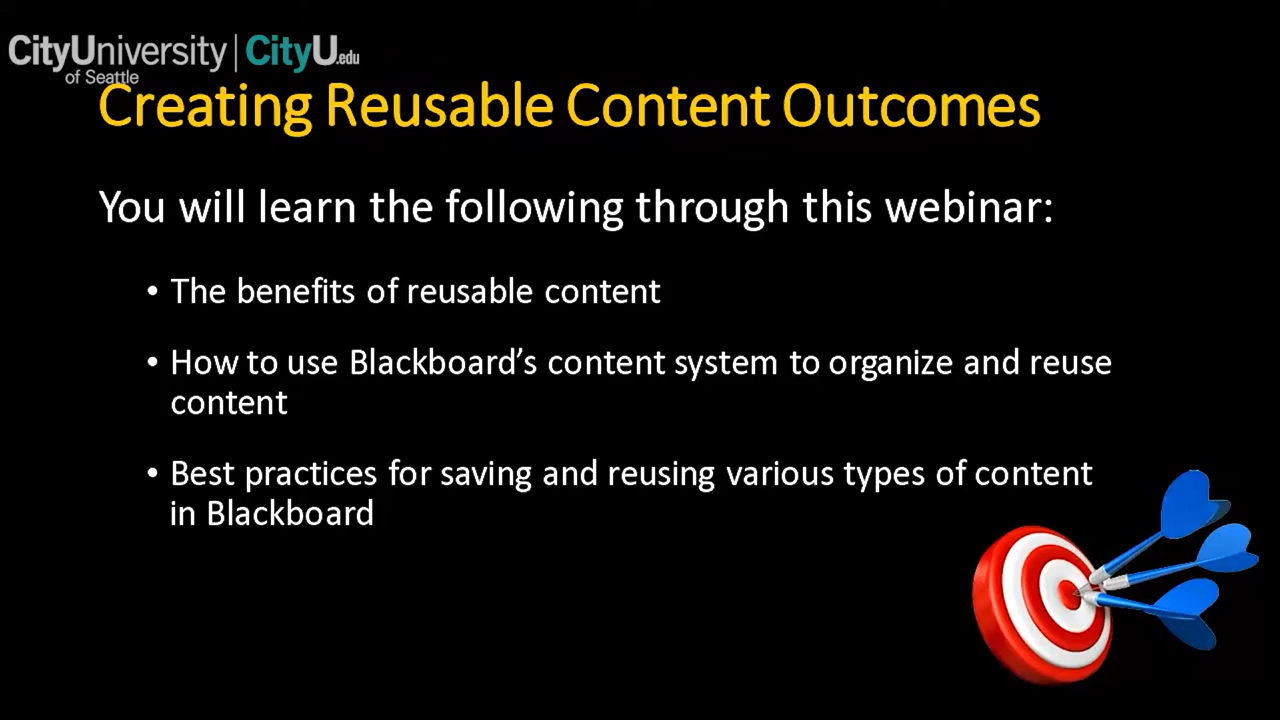 CityUniversity | CityU.edu
of Seattle
Creating Reusable Content Outcomes
You will learn the following through this webinar:
• The benefits of reusable content
• How to use Blackboard’s content system to organize and reuse
content
• Best practices for saving and reusing various types of content
in Blackboard